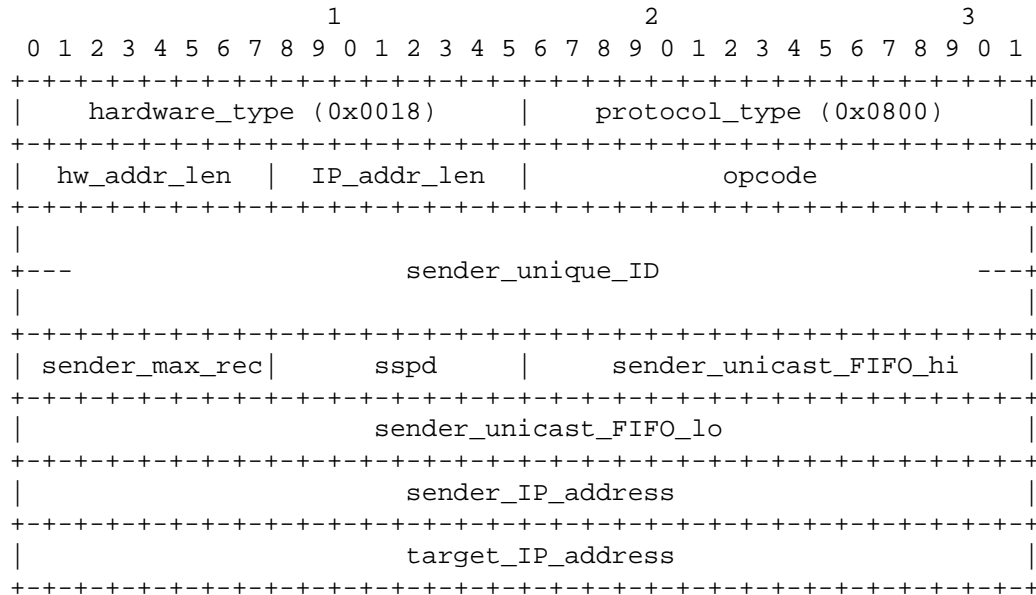 1                   2                   3
 0 1 2 3 4 5 6 7 8 9 0 1 2 3 4 5 6 7 8 9 0 1 2 3 4 5 6 7 8 9 0 1
+-+-+-+-+-+-+-+-+-+-+-+-+-+-+-+-+-+-+-+-+-+-+-+-+-+-+-+-+-+-+-+-+
|    hardware_type (0x0018)     |    protocol_type (0x0800)     |
+-+-+-+-+-+-+-+-+-+-+-+-+-+-+-+-+-+-+-+-+-+-+-+-+-+-+-+-+-+-+-+-+
|  hw_addr_len  |  IP_addr_len  |            opcode             |
+-+-+-+-+-+-+-+-+-+-+-+-+-+-+-+-+-+-+-+-+-+-+-+-+-+-+-+-+-+-+-+-+
|                                                               |
+---                     sender_unique_ID                    ---+
|                                                               |
+-+-+-+-+-+-+-+-+-+-+-+-+-+-+-+-+-+-+-+-+-+-+-+-+-+-+-+-+-+-+-+-+
| sender_max_rec|      sspd     |     sender_unicast_FIFO_hi    |
+-+-+-+-+-+-+-+-+-+-+-+-+-+-+-+-+-+-+-+-+-+-+-+-+-+-+-+-+-+-+-+-+
|                      sender_unicast_FIFO_lo                   |
+-+-+-+-+-+-+-+-+-+-+-+-+-+-+-+-+-+-+-+-+-+-+-+-+-+-+-+-+-+-+-+-+
|                        sender_IP_address                      |
+-+-+-+-+-+-+-+-+-+-+-+-+-+-+-+-+-+-+-+-+-+-+-+-+-+-+-+-+-+-+-+-+
|                        target_IP_address                      |
+-+-+-+-+-+-+-+-+-+-+-+-+-+-+-+-+-+-+-+-+-+-+-+-+-+-+-+-+-+-+-+-+